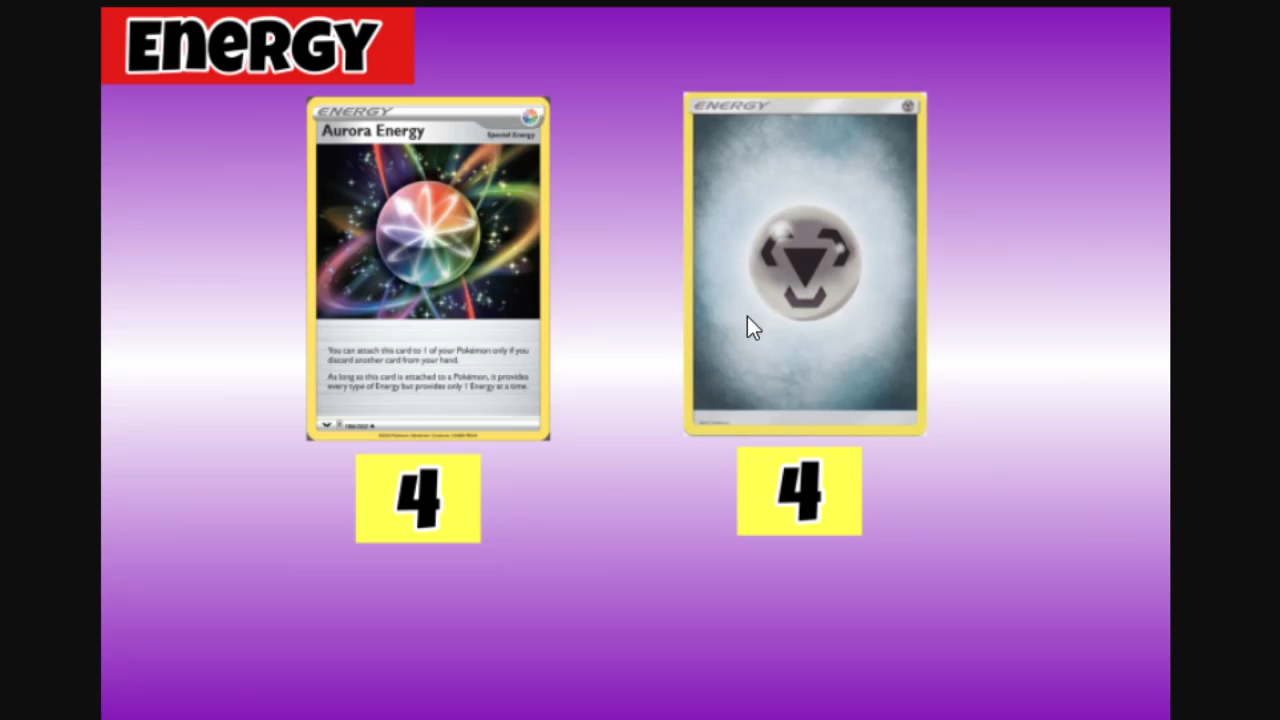 ENERGY
ENERGY
Aurora Energy
Special Energy
You can attach this card to 1 of your Pokémon only if you
discard another card from your hand.
As long as this card is attached to a Pokémon, it provides
every type of Energy but provides only 1 Energy at a time.
4
ENERGY
4